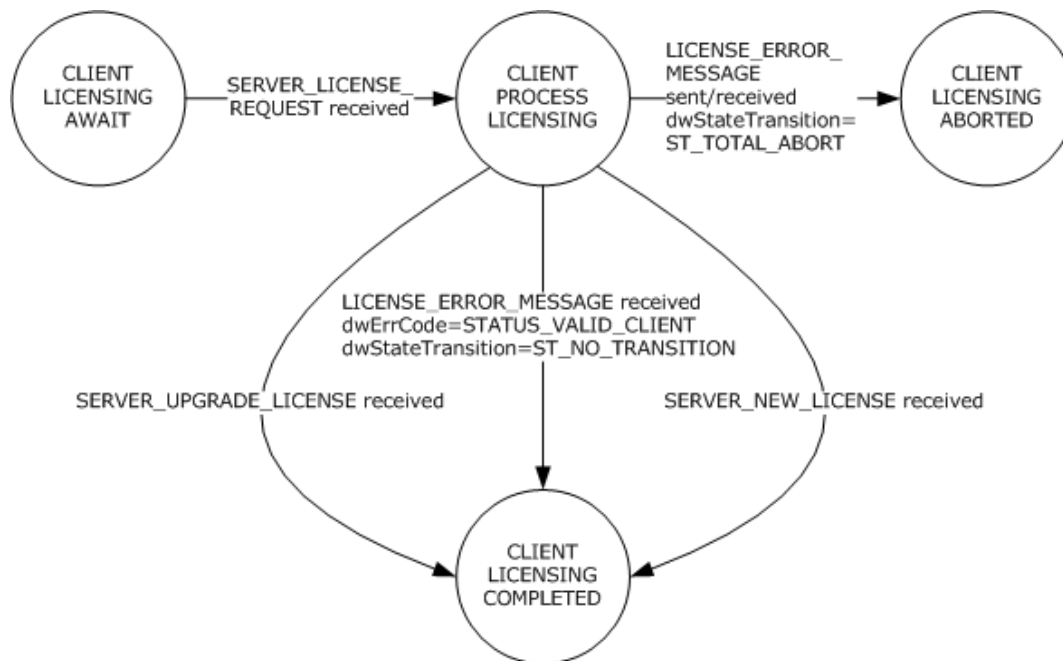 CLIENT
LICENSING
AWAIT
SERVER_LICENSE_
REQUEST received
CLIENT
PROCESS
LICENSING
LICENSE_ERROR_
MESSAGE
sent/received
dwStateTransition=
ST_TOTAL_ABORT
CLIENT
LICENSING
ABORTED
LICENSE_ERROR_MESSAGE received
dwErrCode=STATUS_VALID_CLIENT
dwStateTransition=ST_NO_TRANSITION
SERVER_UPGRADE_LICENSE received
SERVER_NEW_LICENSE received
CLIENT
LICENSING
COMPLETED